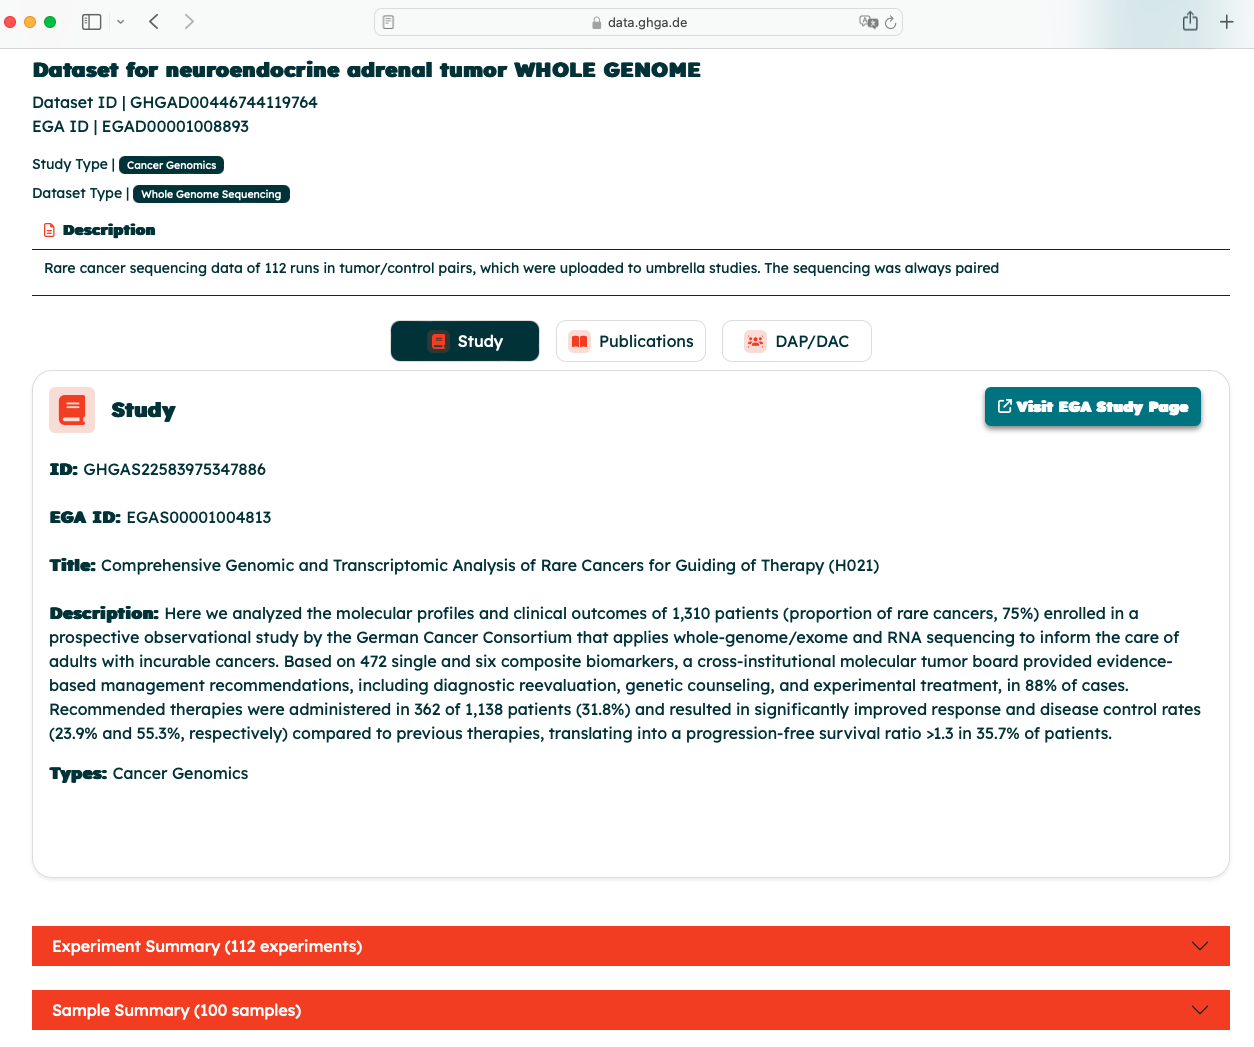 data.ghga.de
Dataset for neuroendocrine adrenal tumor WHOLE GENOME
Dataset ID | GHGAD00446744119764
EGA ID | EGAD00001008893
Study Type | Cancer Genomics
Dataset Type | Whole Genome Sequencing
Description
Rare cancer sequencing data of 112 runs in tumor/control pairs, which were uploaded to umbrella studies. The sequencing was always paired
Study Publications DAP/DAC
Study Visit EGA Study Page
ID: GHGAS22583975347886
EGA ID: EGAS00001004813
Title: Comprehensive Genomic and Transcriptomic Analysis of Rare Cancers for Guiding of Therapy (H021)
Description: Here we analyzed the molecular profiles and clinical outcomes of 1,310 patients (proportion of rare cancers, 75%) enrolled in a
prospective observational study by the German Cancer Consortium that applies whole-genome/exome and RNA sequencing to inform the care of
adults with incurable cancers. Based on 472 single and six composite biomarkers, a cross-institutional molecular tumor board provided evidence-
based management recommendations, including diagnostic reevaluation, genetic counseling, and experimental treatment, in 88% of cases.
Recommended therapies were administered in 362 of 1,138 patients (31.8%) and resulted in significantly improved response and disease control rates
(23.9% and 55.3%, respectively) compared to previous therapies, translating into a progression-free survival ratio >1.3 in 35.7% of patients.
Types: Cancer Genomics
Experiment Summary (112 experiments)
Sample Summary (100 samples)